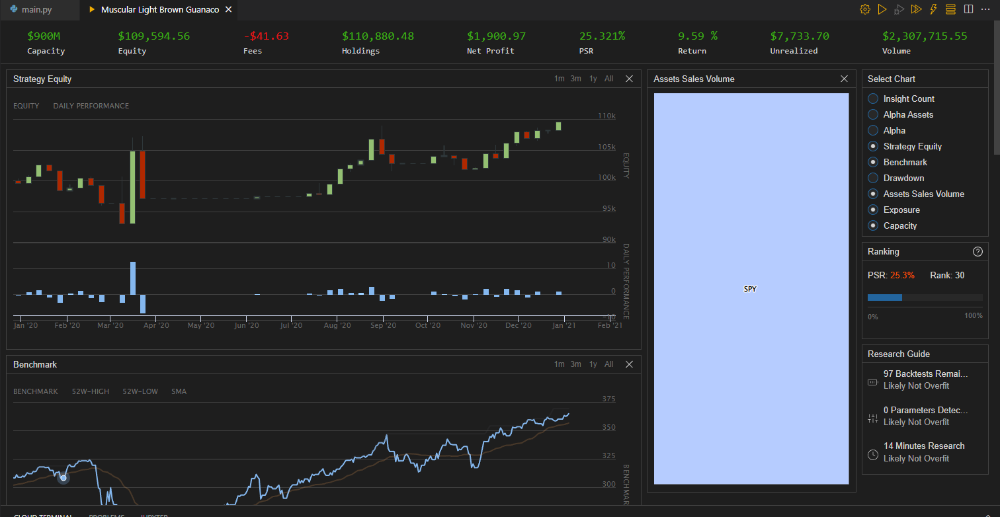 main.py
Muscular Light Brown Guanaco
$900M $109,594.56 -$41.63 $110,880.48 $1,900.97 25.321% 9.59 % $7,733.70 $2,307,715.55
Capacity Equity Fees Holdings Net Profit PSR Return Unrealized Volume
Strategy Equity
1m 3m 1y All
EQUITY DAILY PERFORMANCE
110k
105k
100k
95k
90k
EQUITY
10
0
-10
DAILY PERFORMANCE
Jan '20 Feb '20 Mar '20 Apr '20 May '20 Jun '20 Jul '20 Aug '20 Sep '20 Oct '20 Nov '20 Dec '20 Jan '21 Feb '21
Benchmark
1m 3m 1y All
BENCHMARK 52W-HIGH 52W-LOW SMA
375
350
325
300
BENCHMAR
Assets Sales Volume
SPY
Select Chart
Insight Count
Alpha Assets
Alpha
Strategy Equity
Benchmark
Drawdown
Assets Sales Volume
Exposure
Capacity
Ranking
?
PSR: 25.3% Rank: 30
0% 100%
Research Guide
97 Backtests Remai...
Likely Not Overfit
0 Parameters Detec...
Likely Not Overfit
14 Minutes Research
Likely Not Overfit
CLOUD TERMINAL PROBLEMS JUPYTER